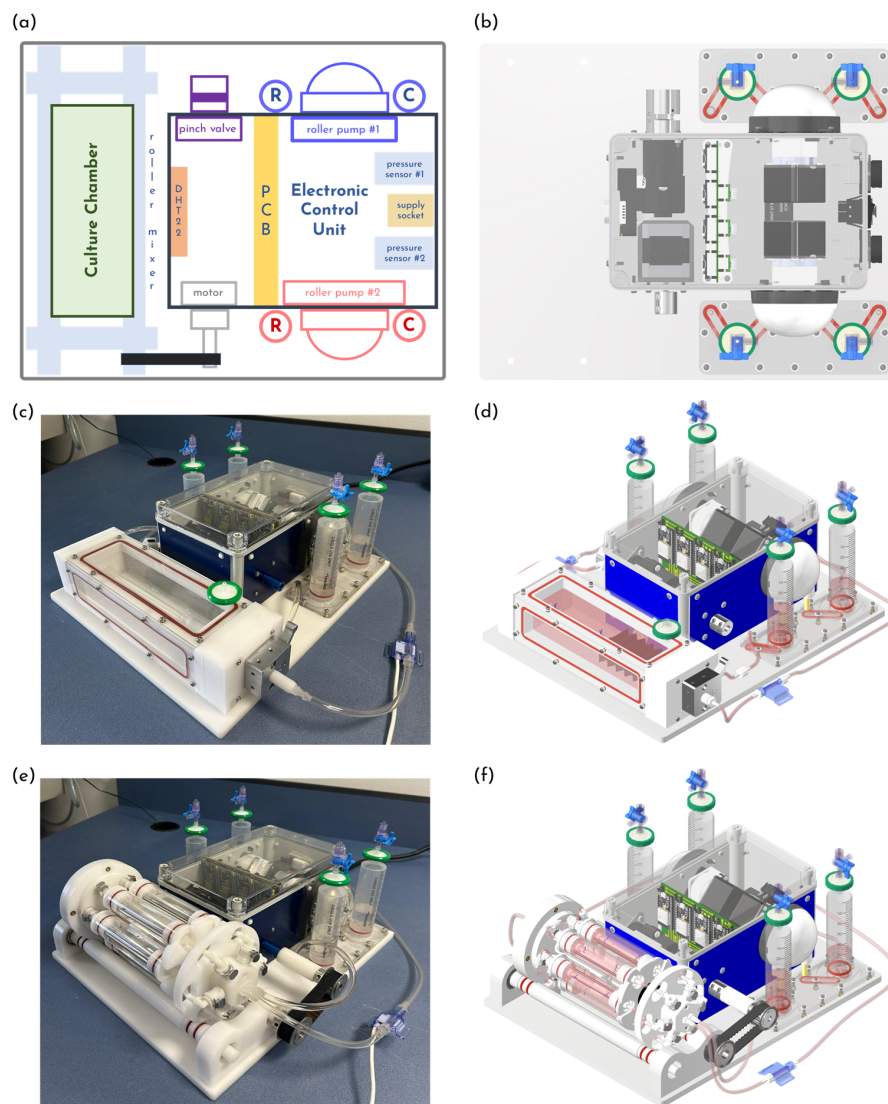 (a)
(b)
R
C
pinch valve
roller pump #1
Culture Chamber
roller mixer
DHT22
PCB
Electronic
Control
Unit
pressure
sensor #1
supply
socket
pressure
sensor #2
motor
roller pump #2
R
C
(c)
(d)
(e)
(f)